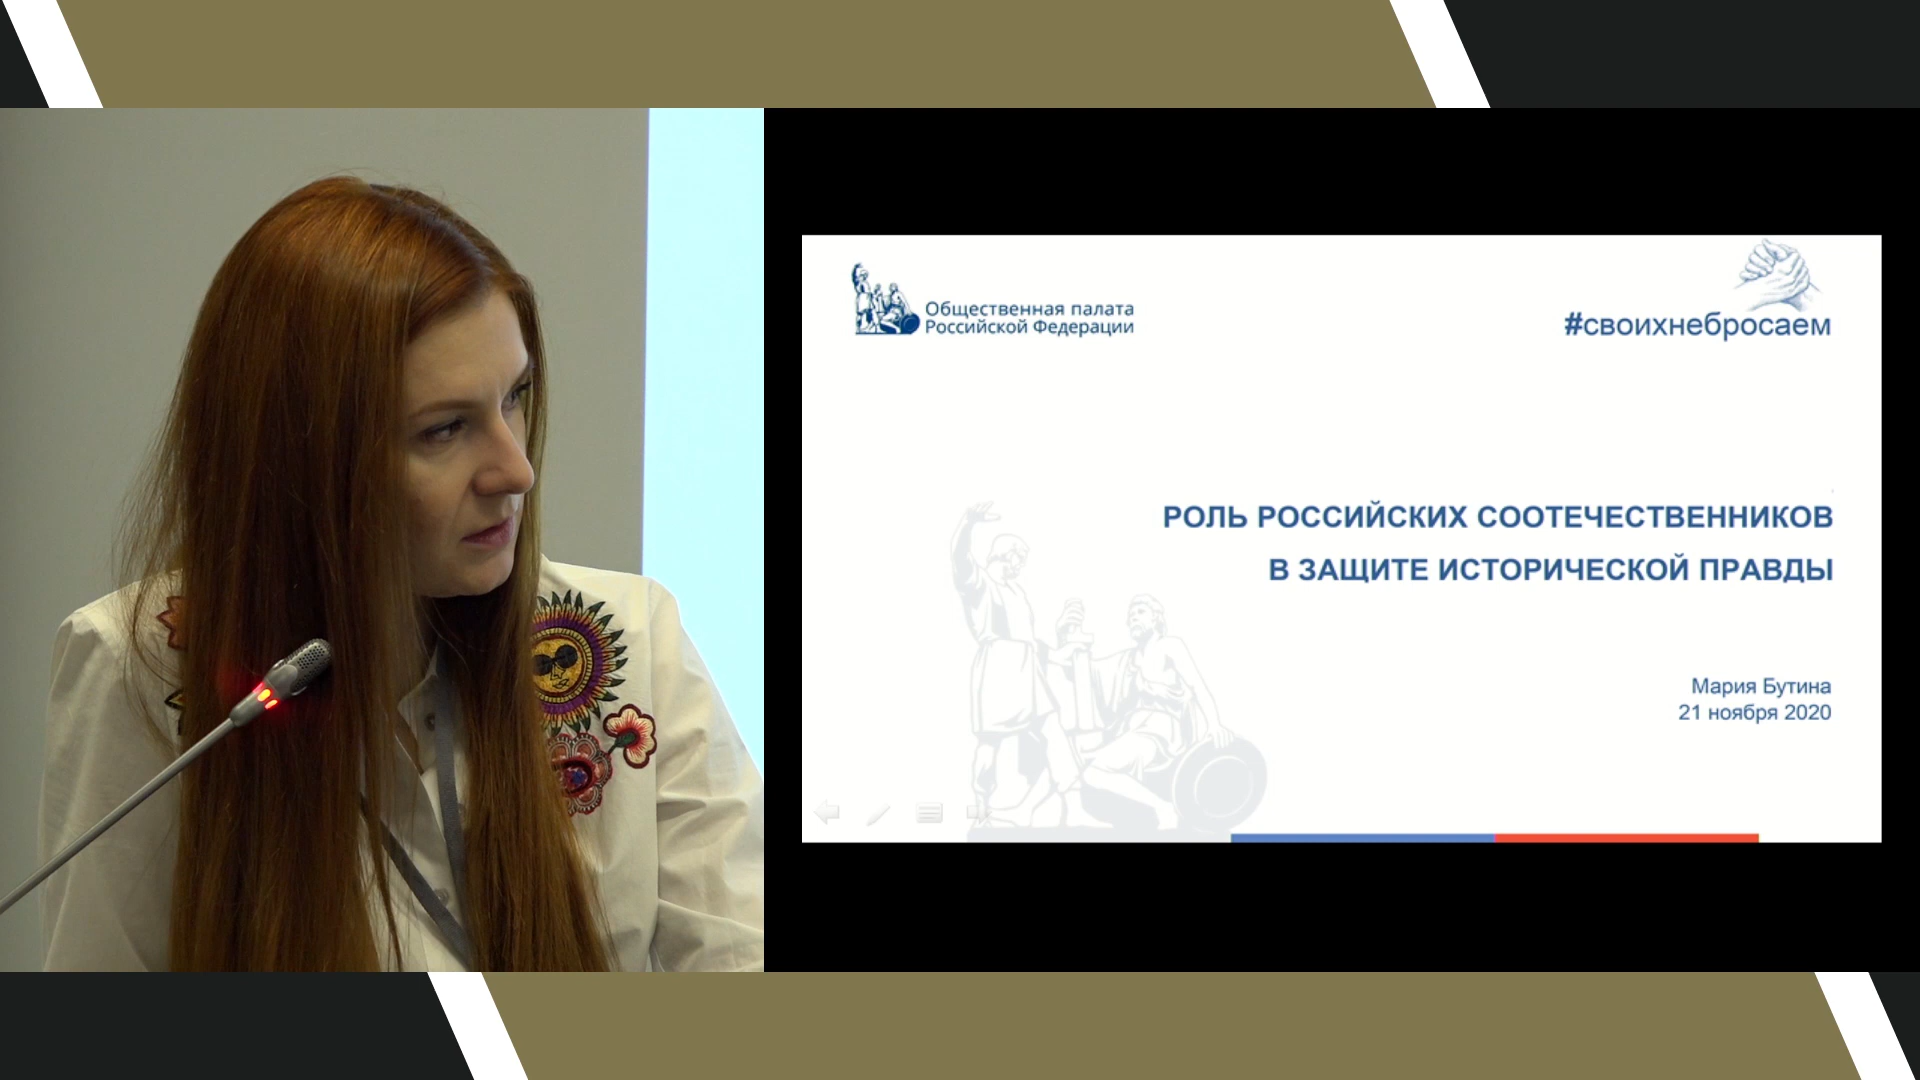 Общественная палата
Российской Федерации
#своихнебросаем
РОЛЬ РОССИЙСКИХ СООТЕЧЕСТВЕННИКОВ
В ЗАЩИТЕ ИСТОРИЧЕСКОЙ ПРАВДЫ
Мария Бутина
21 ноября 2020